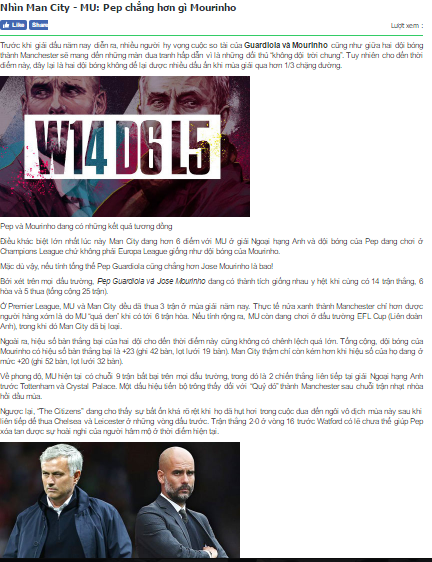 Nhìn Man City - MU: Pep chẳng hơn gì Mourinho
Like Share
Lượt xem :
Trước khi giải đấu năm nay diễn ra, nhiều người hy vọng cuộc so tài của Guardiola và Mourinho cũng như giữa hai đội bóng
thành Manchester sẽ mang đến những màn đua tranh hấp dẫn vì là những đối thủ "không đội trời chung". Tuy nhiên cho đến thời
điểm này, đây lại là hai đội bóng không để lại được nhiều dấu ấn khi mùa giải qua hơn 1/3 chặng đường.
W14 D6 L5
Pep và Mourinho đang có những kết quả tương đồng
Điều khác biệt lớn nhất lúc này Man City đang hơn 6 điểm với MU ở giải Ngoại hạng Anh và đội bóng của Pep đang chơi ở
Champions League chứ không phải Europa League giống như đội bóng của Mourinho.
Mặc dù vậy, nếu tính tổng thể Pep Guardiola cũng chẳng hơn Jose Mourinho là bao!
Bởi xét trên mọi đấu trường, Pep Guardiola và Jose Mourinho đang có thành tích giống nhau y hệt khi cùng có 14 trận thắng, 6
hòa và 5 thua (tổng cộng 25 trận).
Ở Premier League, MU và Man City đều đã thua 3 trận ở mùa giải năm nay. Thực tế nửa xanh thành Manchester chỉ hơn được
người hàng xóm là do MU "quá đen" khi có tới 6 trận hòa. Nếu tính rộng ra, MU còn đang chơi ở đấu trường EFL Cup (Liên đoàn
Anh), trong khi đó Man City đã bị loại.
Ngoài ra, hiệu số bàn thắng bại của hai đội cho đến thời điểm này cũng không có chênh lệch quá lớn. Tổng cộng, đội bóng của
Mourinho có hiệu số bàn thắng bại là +23 (ghi 42 bàn, lọt lưới 19 bàn). Man City thậm chí còn kém hơn khi hiệu số của họ đang ở
mức +20 (ghi 52 bàn, lọt lưới 32 bàn).
Về phong độ, MU hiện tại có chuỗi 9 trận bất bại trên mọi đấu trường, trong đó là 2 chiến thắng liên tiếp tại giải Ngoại hạng Anh
trước Tottenham và Crystal Palace. Một dấu hiệu tiến bộ trông thấy đối với "Quỷ đỏ" thành Manchester sau chuỗi trận nhạt nhòa
hồi đầu mùa.
Ngược lại, "The Citizens" đang cho thấy sự bất ổn khá rõ rệt khi họ đã hụt hơi trong cuộc đua đến ngôi vô địch mùa này sau khi
liên tiếp để thua Chelsea và Leicester ở những vòng đấu trước. Trận thắng 2-0 ở vòng 16 trước Watford có lẽ chưa thể giúp Pep
xóa tan được sự hoài nghi của người hâm mộ ở thời điểm hiện tại.